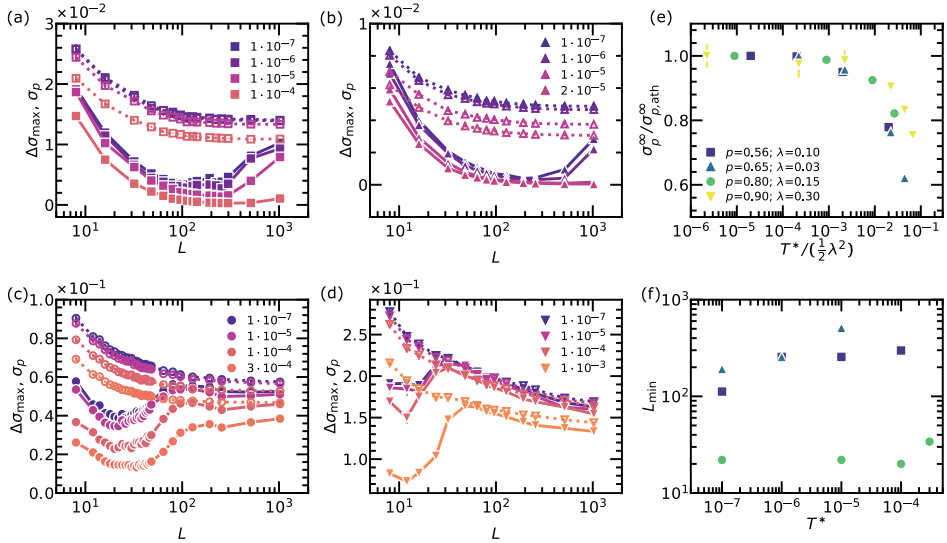 (a)
×10⁻²
3
2
1
0
Δσmax, σp
10¹
10²
10³
L
1·10⁻⁷
1·10⁻⁶
1·10⁻⁵
1·10⁻⁴
(b)
×10⁻²
1.0
0.5
0
Δσmax, σp
10¹
10²
10³
L
1·10⁻⁷
1·10⁻⁶
1·10⁻⁵
2·10⁻⁵
(e)
1.0
0.8
0.6
σp∞/σp,ath∞
10⁻⁶
10⁻⁵
10⁻⁴
10⁻³
10⁻²
10⁻¹
T*/(½λ²)
p=0.56; λ=0.10
p=0.65; λ=0.03
p=0.80; λ=0.15
p=0.90; λ=0.30
(c)
×10⁻¹
1.0
0.8
0.6
0.4
0.2
0.0
Δσmax, σp
10¹
10²
10³
L
1·10⁻⁷
1·10⁻⁵
1·10⁻⁴
3·10⁻⁴
(d)
×10⁻¹
2.5
2.0
1.5
1.0
Δσmax, σp
10¹
10²
10³
L
1·10⁻⁷
1·10⁻⁵
1·10⁻⁴
1·10⁻³
(f)
10³
10²
10¹
Lmin
10⁻⁷
10⁻⁶
10⁻⁵
10⁻⁴
T*